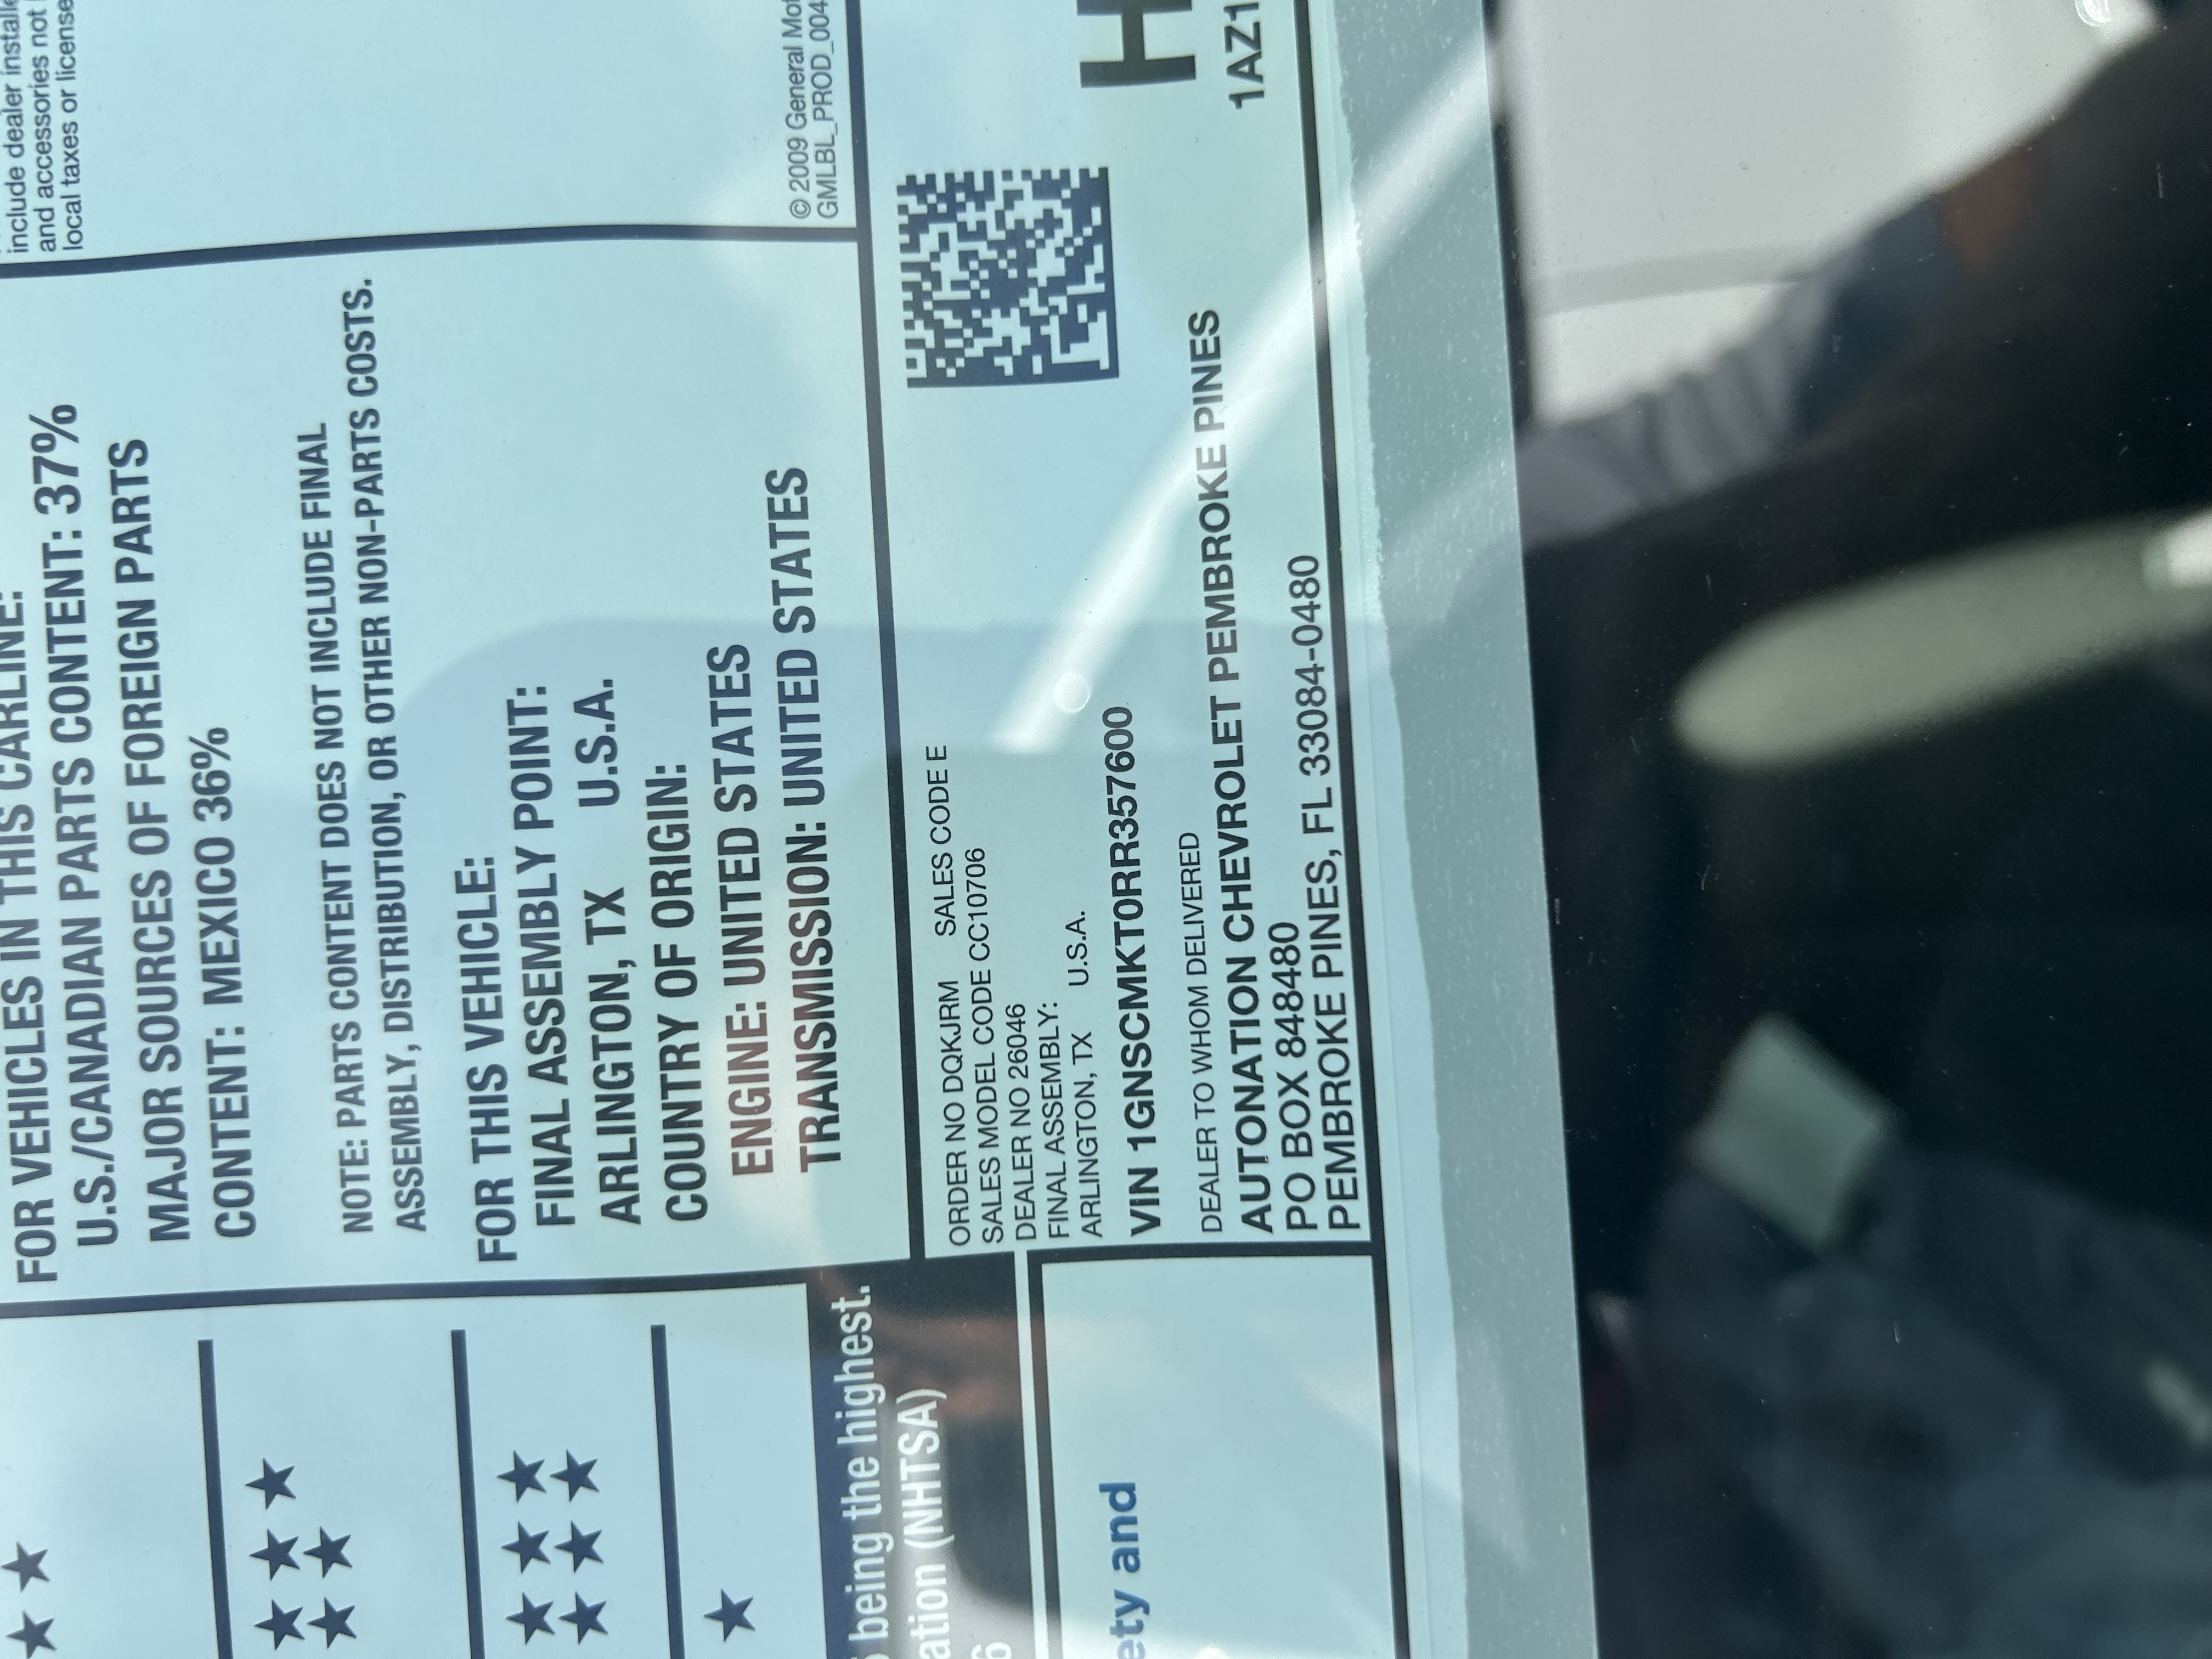 include dealer
and accessories not
local taxes or license
© 2009 General
GMLBL_PROD_004
FOR VEHICLES IN THIS CARLINE:
U.S./CANADIAN PARTS CONTENT: 37%
MAJOR SOURCES OF FOREIGN PARTS
CONTENT: MEXICO 36%
NOTE: PARTS CONTENT DOES NOT INCLUDE FINAL
ASSEMBLY, DISTRIBUTION, OR OTHER NON-PARTS COSTS.
FOR THIS VEHICLE:
FINAL ASSEMBLY POINT:
ARLINGTON, TX U.S.A.
COUNTRY OF ORIGIN:
ENGINE: UNITED STATES
TRANSMISSION: UNITED STATES
being the highest.
ation (NHTSA)
ety and
ORDER NO DQKJRM SALES CODE E
SALES MODEL CODE CC10706
DEALER NO 26046
FINAL ASSEMBLY:
ARLINGTON, TX U.S.A.
VIN 1GNSCMKT0RR357600
DEALER TO WHOM DELIVERED
AUTONATION CHEVROLET PEMBROKE PINES
PO BOX 848480
PEMBROKE PINES, FL 33084-0480
H
1AZ1